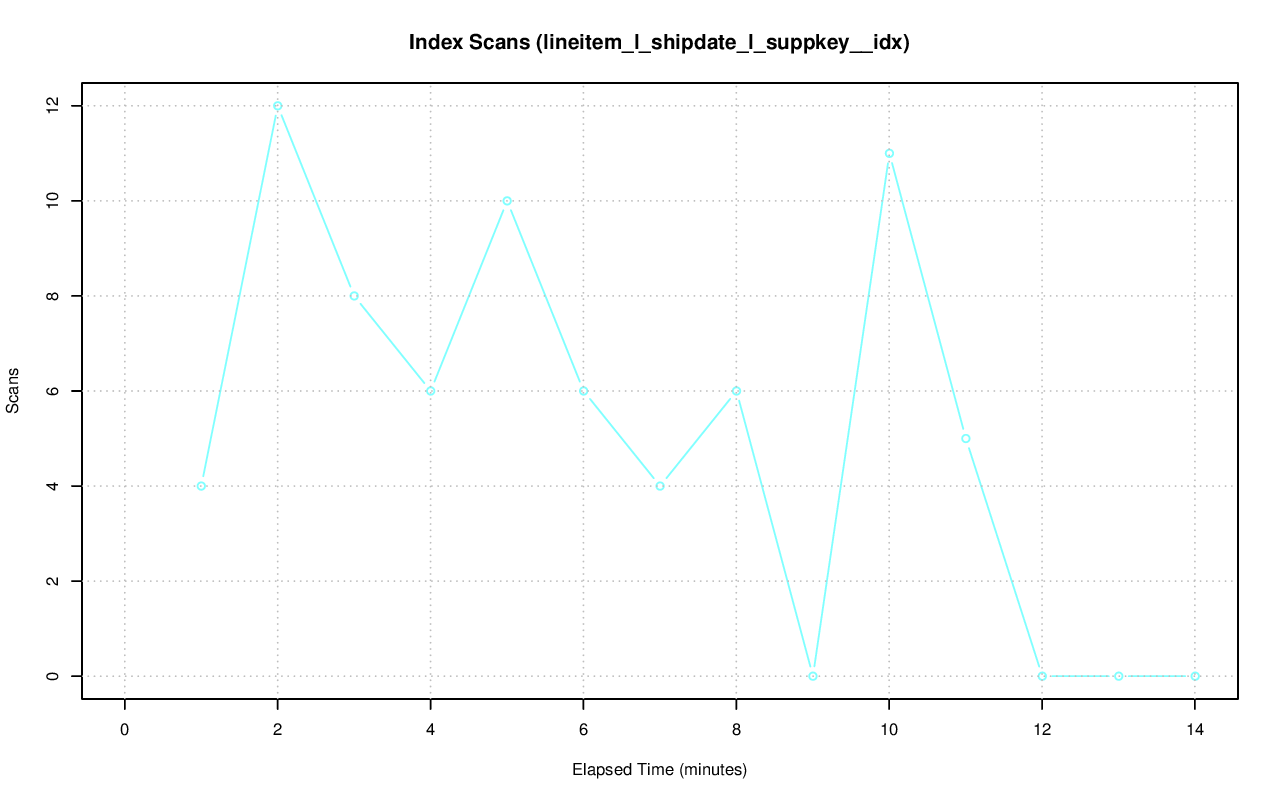 Index Scans (lineitem_l_shipdate_l_suppkey__idx)
Scans
12
10
8
6
4
2
0
0 2 4 6 8 10 12 14
Elapsed Time (minutes)